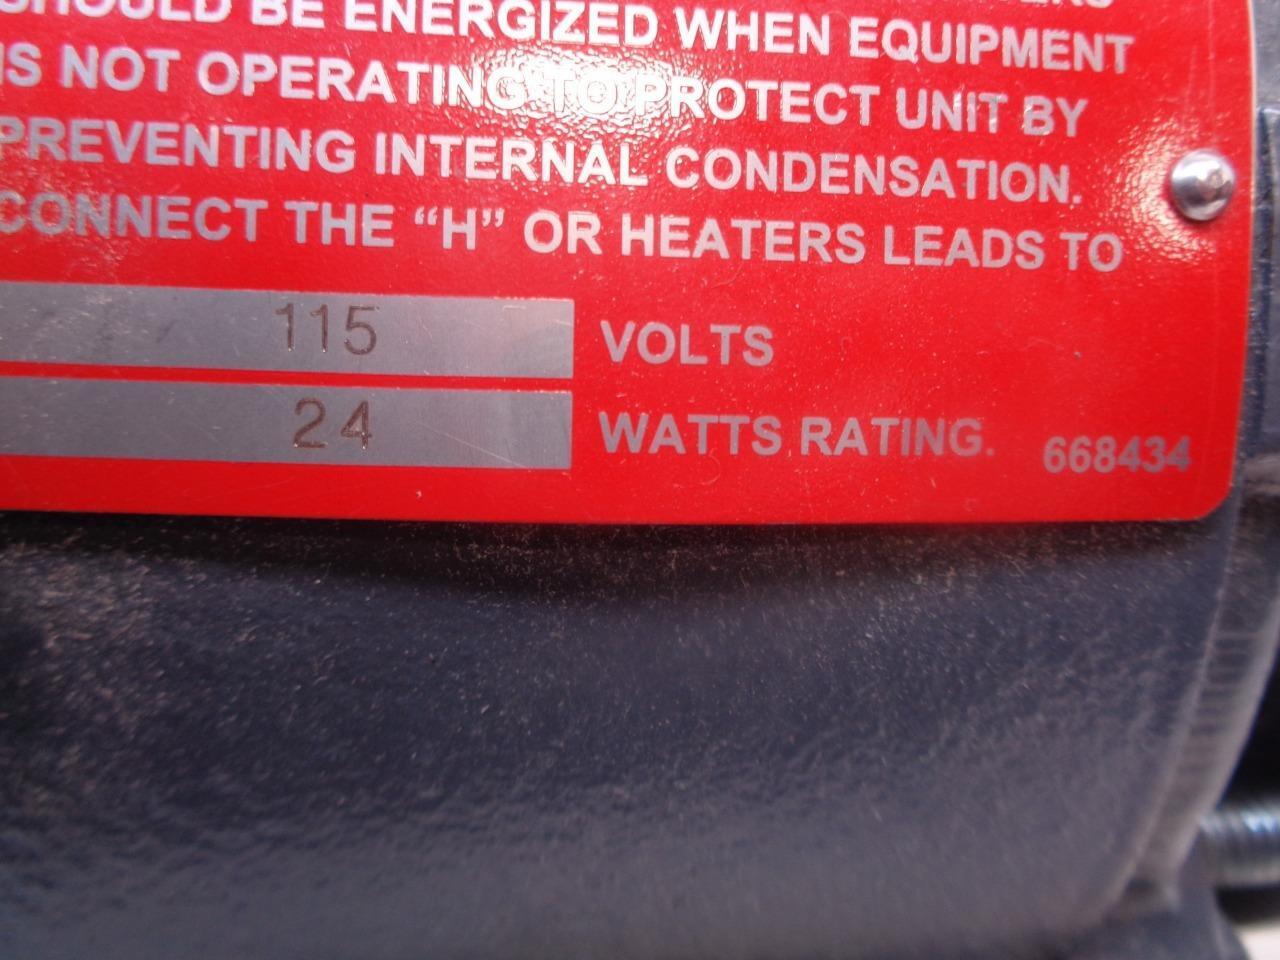 SHOULD BE ENERGIZED WHEN EQUIPMENT
IS NOT OPERATING TO PROTECT UNIT BY
PREVENTING INTERNAL CONDENSATION.
CONNECT THE “H” OR HEATERS LEADS TO
115 VOLTS
24 WATTS RATING. 668434